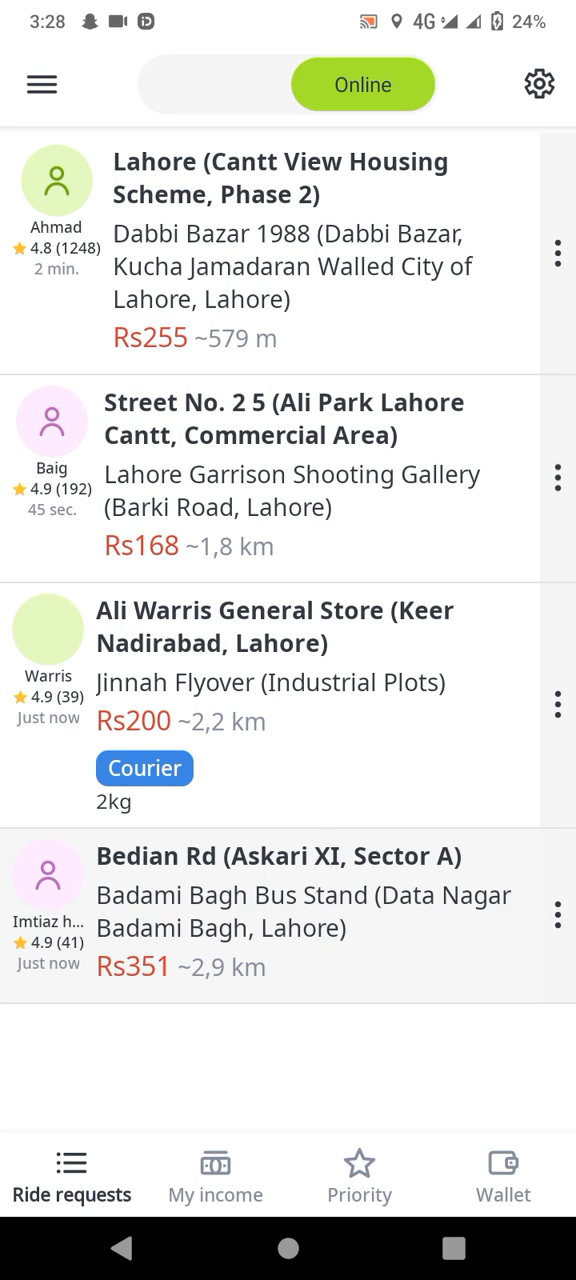 3:28 4G 24%
Online
Lahore (Cantt View Housing
Scheme, Phase 2)
Ahmad
4.8 (1248)
2 min.
Dabbi Bazar 1988 (Dabbi Bazar,
Kucha Jamadaran Walled City of
Lahore, Lahore)
Rs255 ~579 m
Street No. 2 5 (Ali Park Lahore
Cantt, Commercial Area)
Baig
4.9 (192)
45 sec.
Lahore Garrison Shooting Gallery
(Barki Road, Lahore)
Rs168 ~1,8 km
Ali Warris General Store (Keer
Nadirabad, Lahore)
Warris
4.9 (39)
Just now
Jinnah Flyover (Industrial Plots)
Rs200 ~2,2 km
Courier
2kg
Bedian Rd (Askari XI, Sector A)
Imtiaz h...
4.9 (41)
Just now
Badami Bagh Bus Stand (Data Nagar
Badami Bagh, Lahore)
Rs351 ~2,9 km
Ride requests My income Priority Wallet